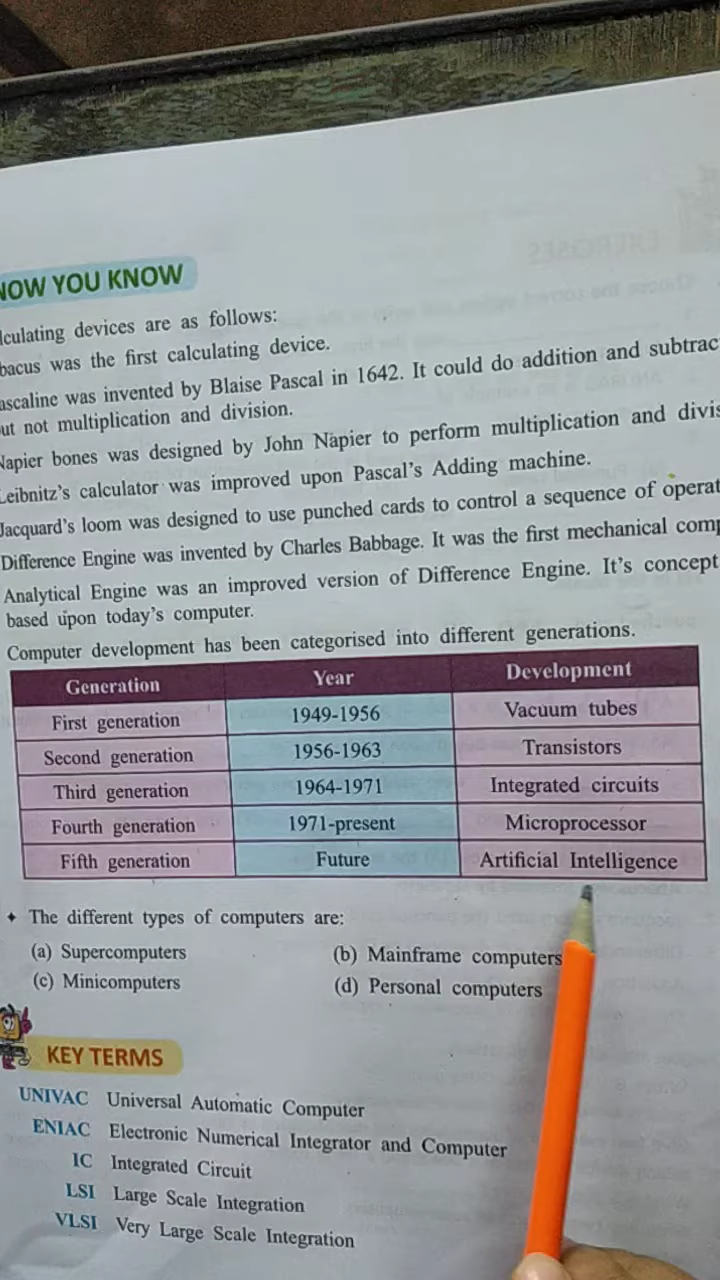 NOW YOU KNOW
lculating devices are as follows:
bacus was the first calculating device.
ascaline was invented by Blaise Pascal in 1642. It could do addition and subtrac
ut not multiplication and division.
Napier bones was designed by John Napier to perform multiplication and divis
Leibnitz's calculator was improved upon Pascal's Adding machine.
Jacquard's loom was designed to use punched cards to control a sequence of operat
Difference Engine was invented by Charles Babbage. It was the first mechanical comp
Analytical Engine was an improved version of Difference Engine. It's concept
based upon today's computer.
Computer development has been categorised into different generations.
Generation Year Development
First generation 1949-1956 Vacuum tubes
Second generation 1956-1963 Transistors
Third generation 1964-1971 Integrated circuits
Fourth generation 1971-present Microprocessor
Fifth generation Future Artificial Intelligence
The different types of computers are:
(a) Supercomputers (b) Mainframe computers
(c) Minicomputers (d) Personal computers
KEY TERMS
UNIVAC Universal Automatic Computer
ENIAC Electronic Numerical Integrator and Computer
IC Integrated Circuit
LSI Large Scale Integration
VLSI Very Large Scale Integration